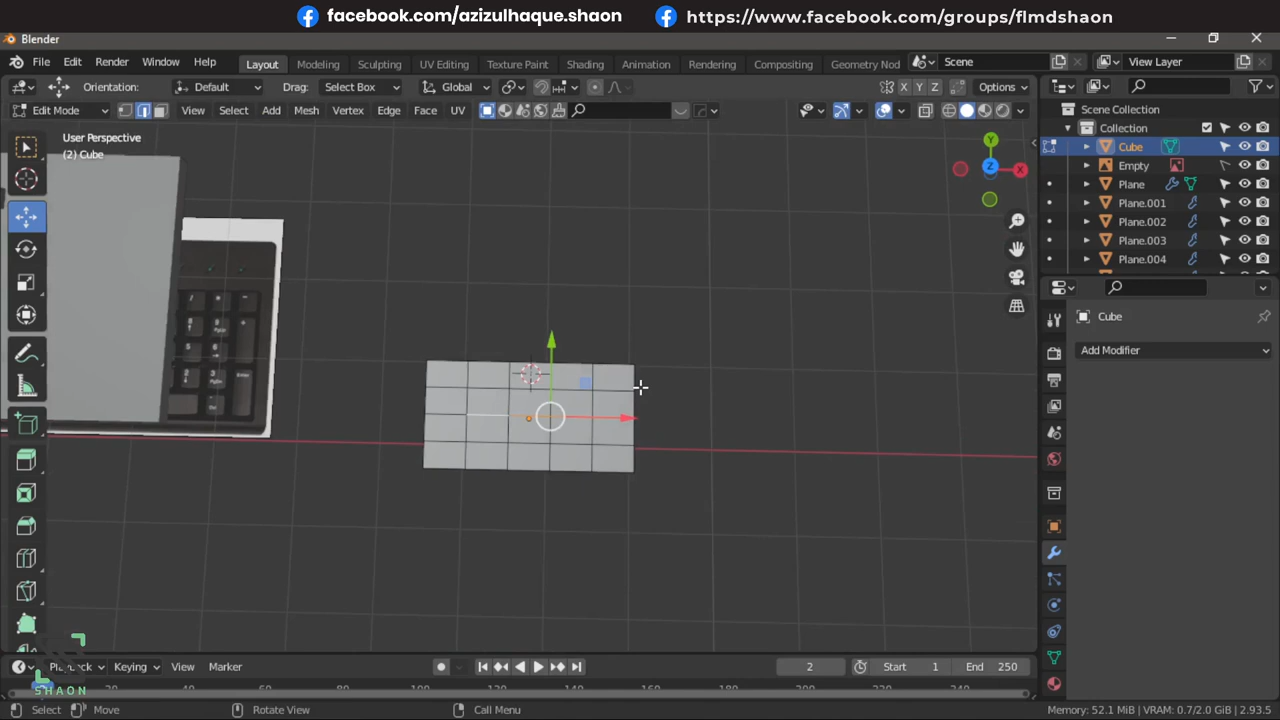 facebook.com/azizulhaque.shaon
https://www.facebook.com/groups/flmdshaon
Blender
File Edit Render Window Help
Layout Modeling Sculpting UV Editing Texture Paint Shading Animation Rendering Compositing Geometry Nod
Scene
View Layer
Orientation: Default Drag: Select Box Global X Y Z Options
Edit Mode View Select Add Mesh Vertex Edge Face UV
User Perspective
(2) Cube
Y
Z
X
Scene Collection
Collection
Cube
Empty
Plane
Plane.001
Plane.002
Plane.003
Plane.004
Cube
Add Modifier
Playback Keying View Marker
2 Start 1 End 250
SHAON
Select Move Rotate View Call Menu
Memory: 52.1 MiB | VRAM: 0.7/2.0 GiB | 2.93.5